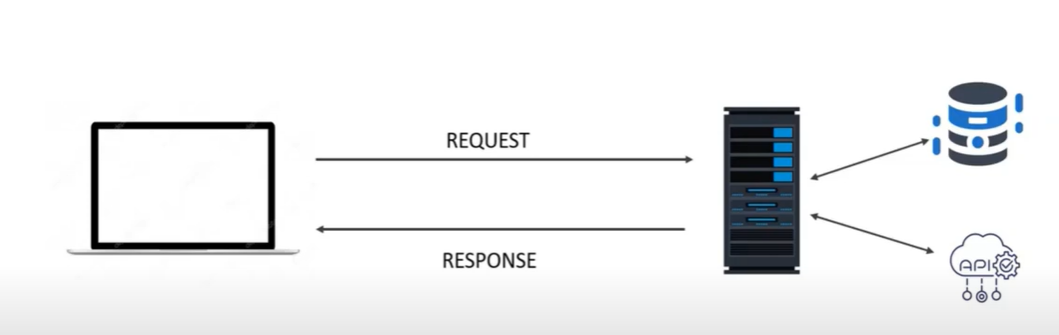 REQUEST
RESPONSE
API